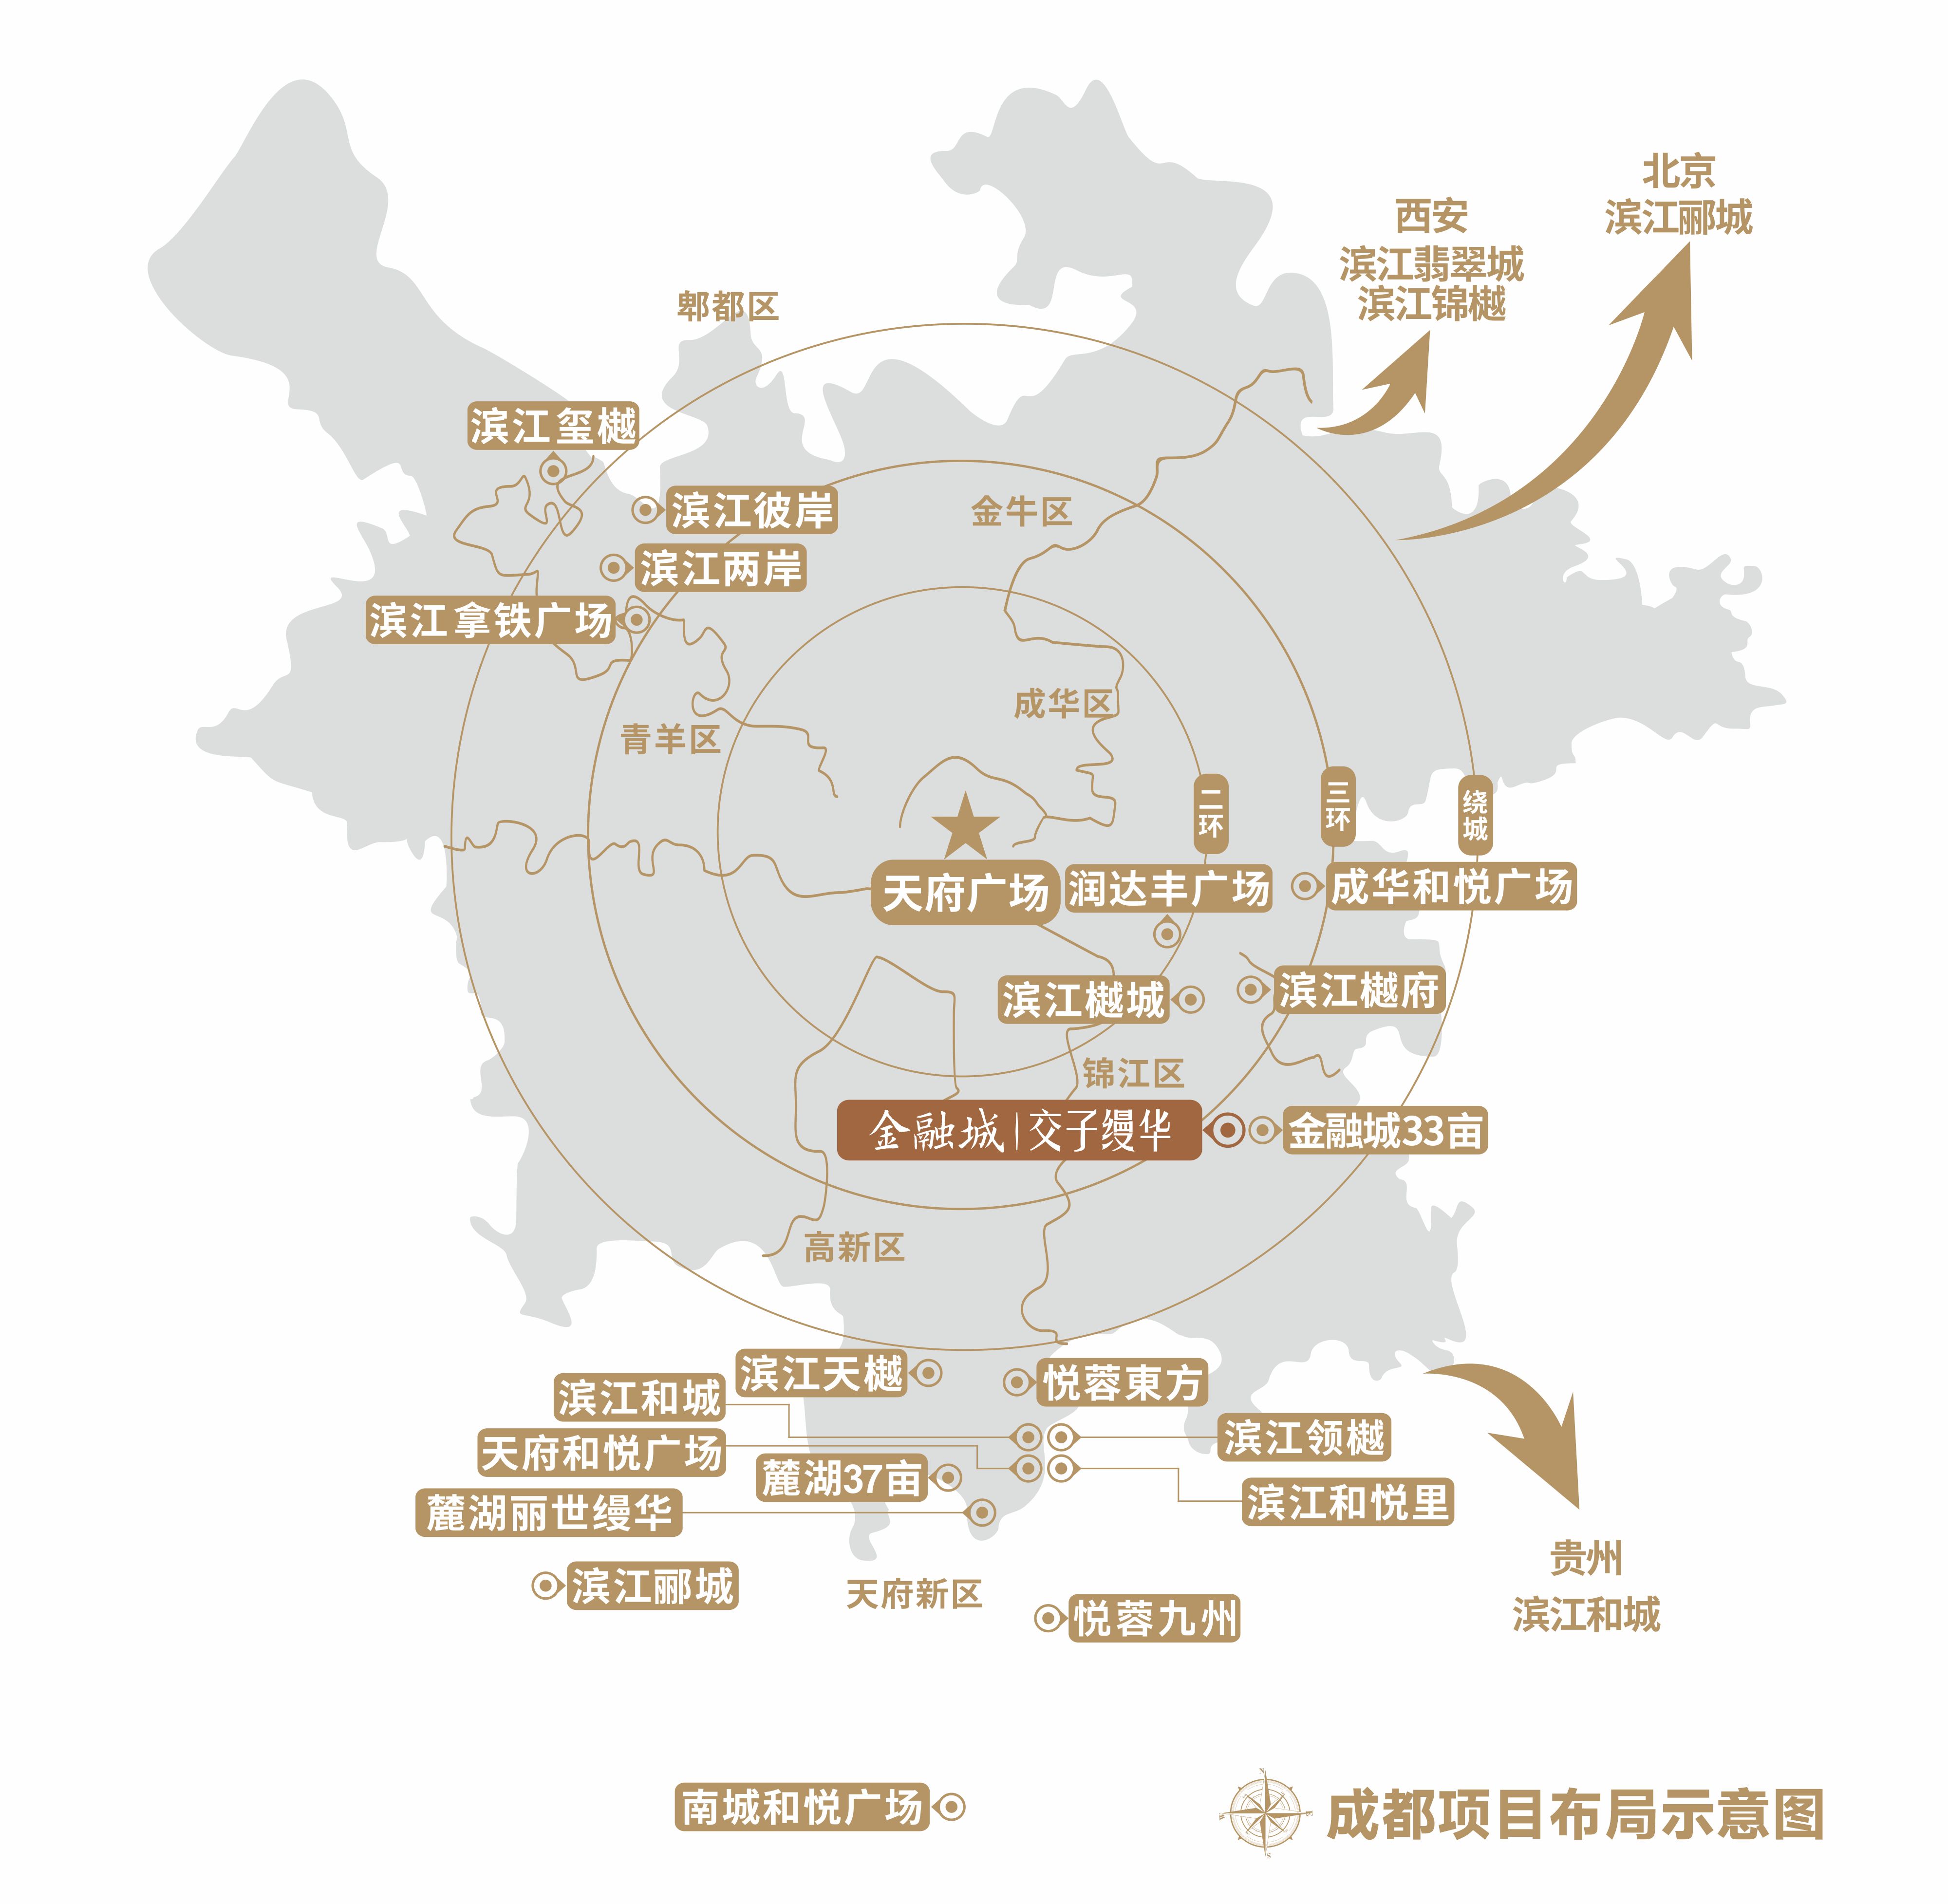 北京
滨江郦城
西安
滨江翡翠城
滨江锦樾
郫都区
滨江玺樾
滨江彼岸
金牛区
滨江两岸
滨江拿铁广场
成华区
青羊区
二环
三环
绕城
天府广场
润达丰广场
成华和悦广场
滨江樾城
滨江樾府
锦江区
金融城|交子缦华
金融城33亩
高新区
滨江天樾
悦蓉東方
滨江和城
滨江领樾
天府和悦广场
麓湖37亩
滨江和悦里
麓湖丽世缦华
贵州
滨江和城
滨江郦城
天府新区
悦蓉九州
南城和悦广场
N
W
E
S
成都项目布局示意图